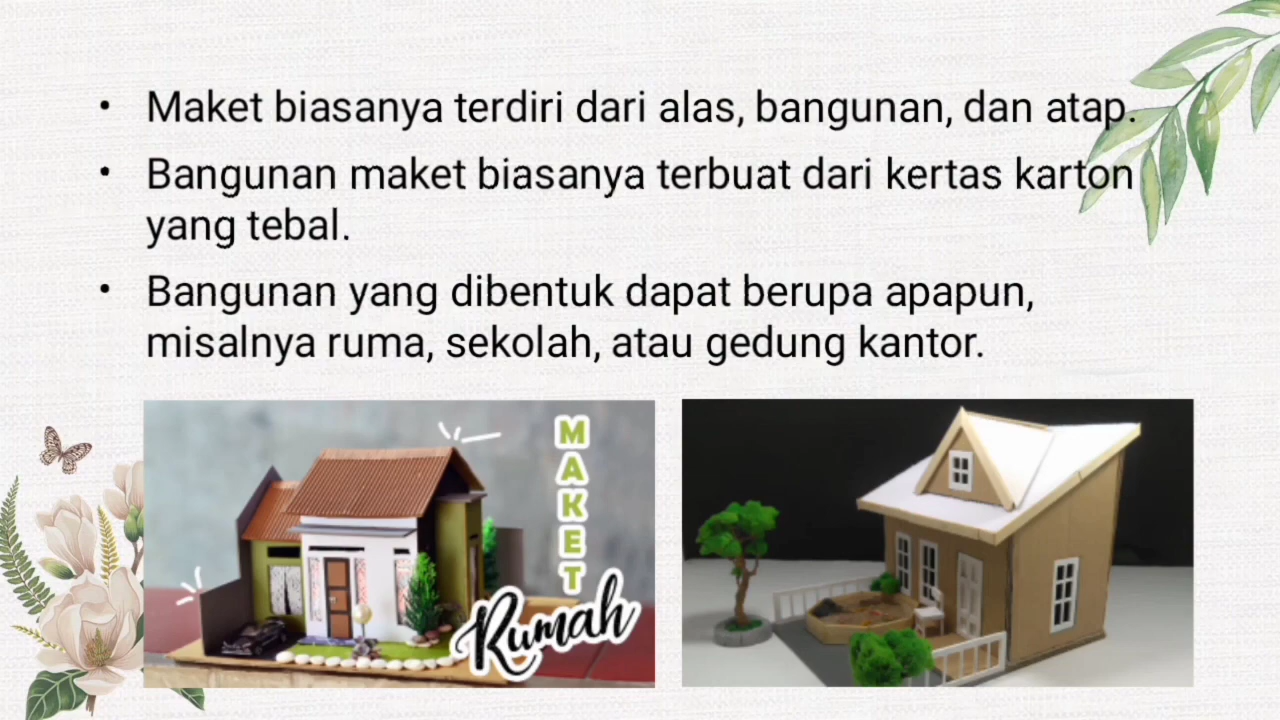 • Maket biasanya terdiri dari alas, bangunan, dan atap.
• Bangunan maket biasanya terbuat dari kertas karton
yang tebal.
• Bangunan yang dibentuk dapat berupa apapun,
misalnya ruma, sekolah, atau gedung kantor.
MAKET
Rumah